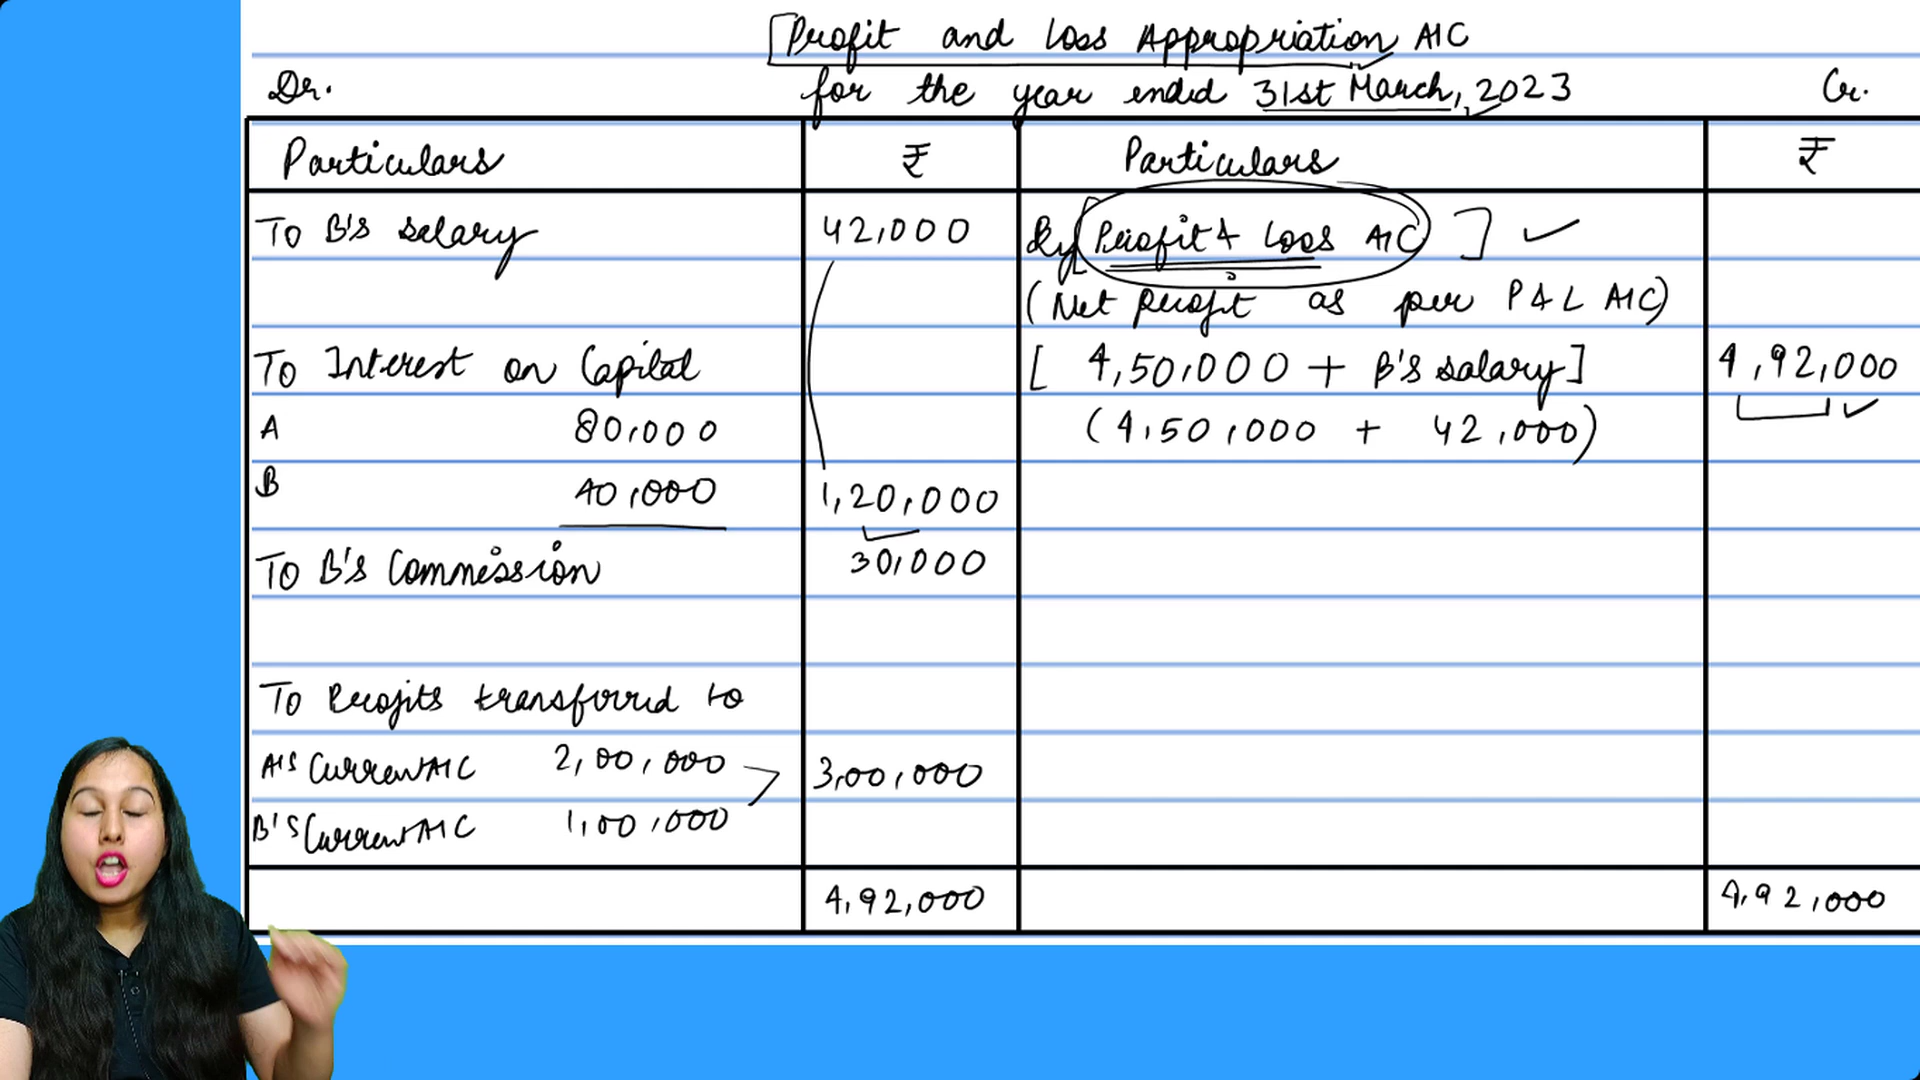 Profit and Loss Appropriation A/C
Dr. for the year ended 31st March, 2023 Cr.
Particulars ₹ Particulars ₹
To B's salary 42,000 By Profit & Loss A/C
(Net Profit as per P & L A/C)
To Interest on Capital [ 4,50,000 + B's salary] 4,92,000
A 80,000 (4,50,000 + 42,000)
B 40,000 1,20,000
To B's Commission 30,000
To Profits transferred to
A's Current A/C 2,00,000 3,00,000
B's Current A/C 1,00,000
4,92,000 4,92,000